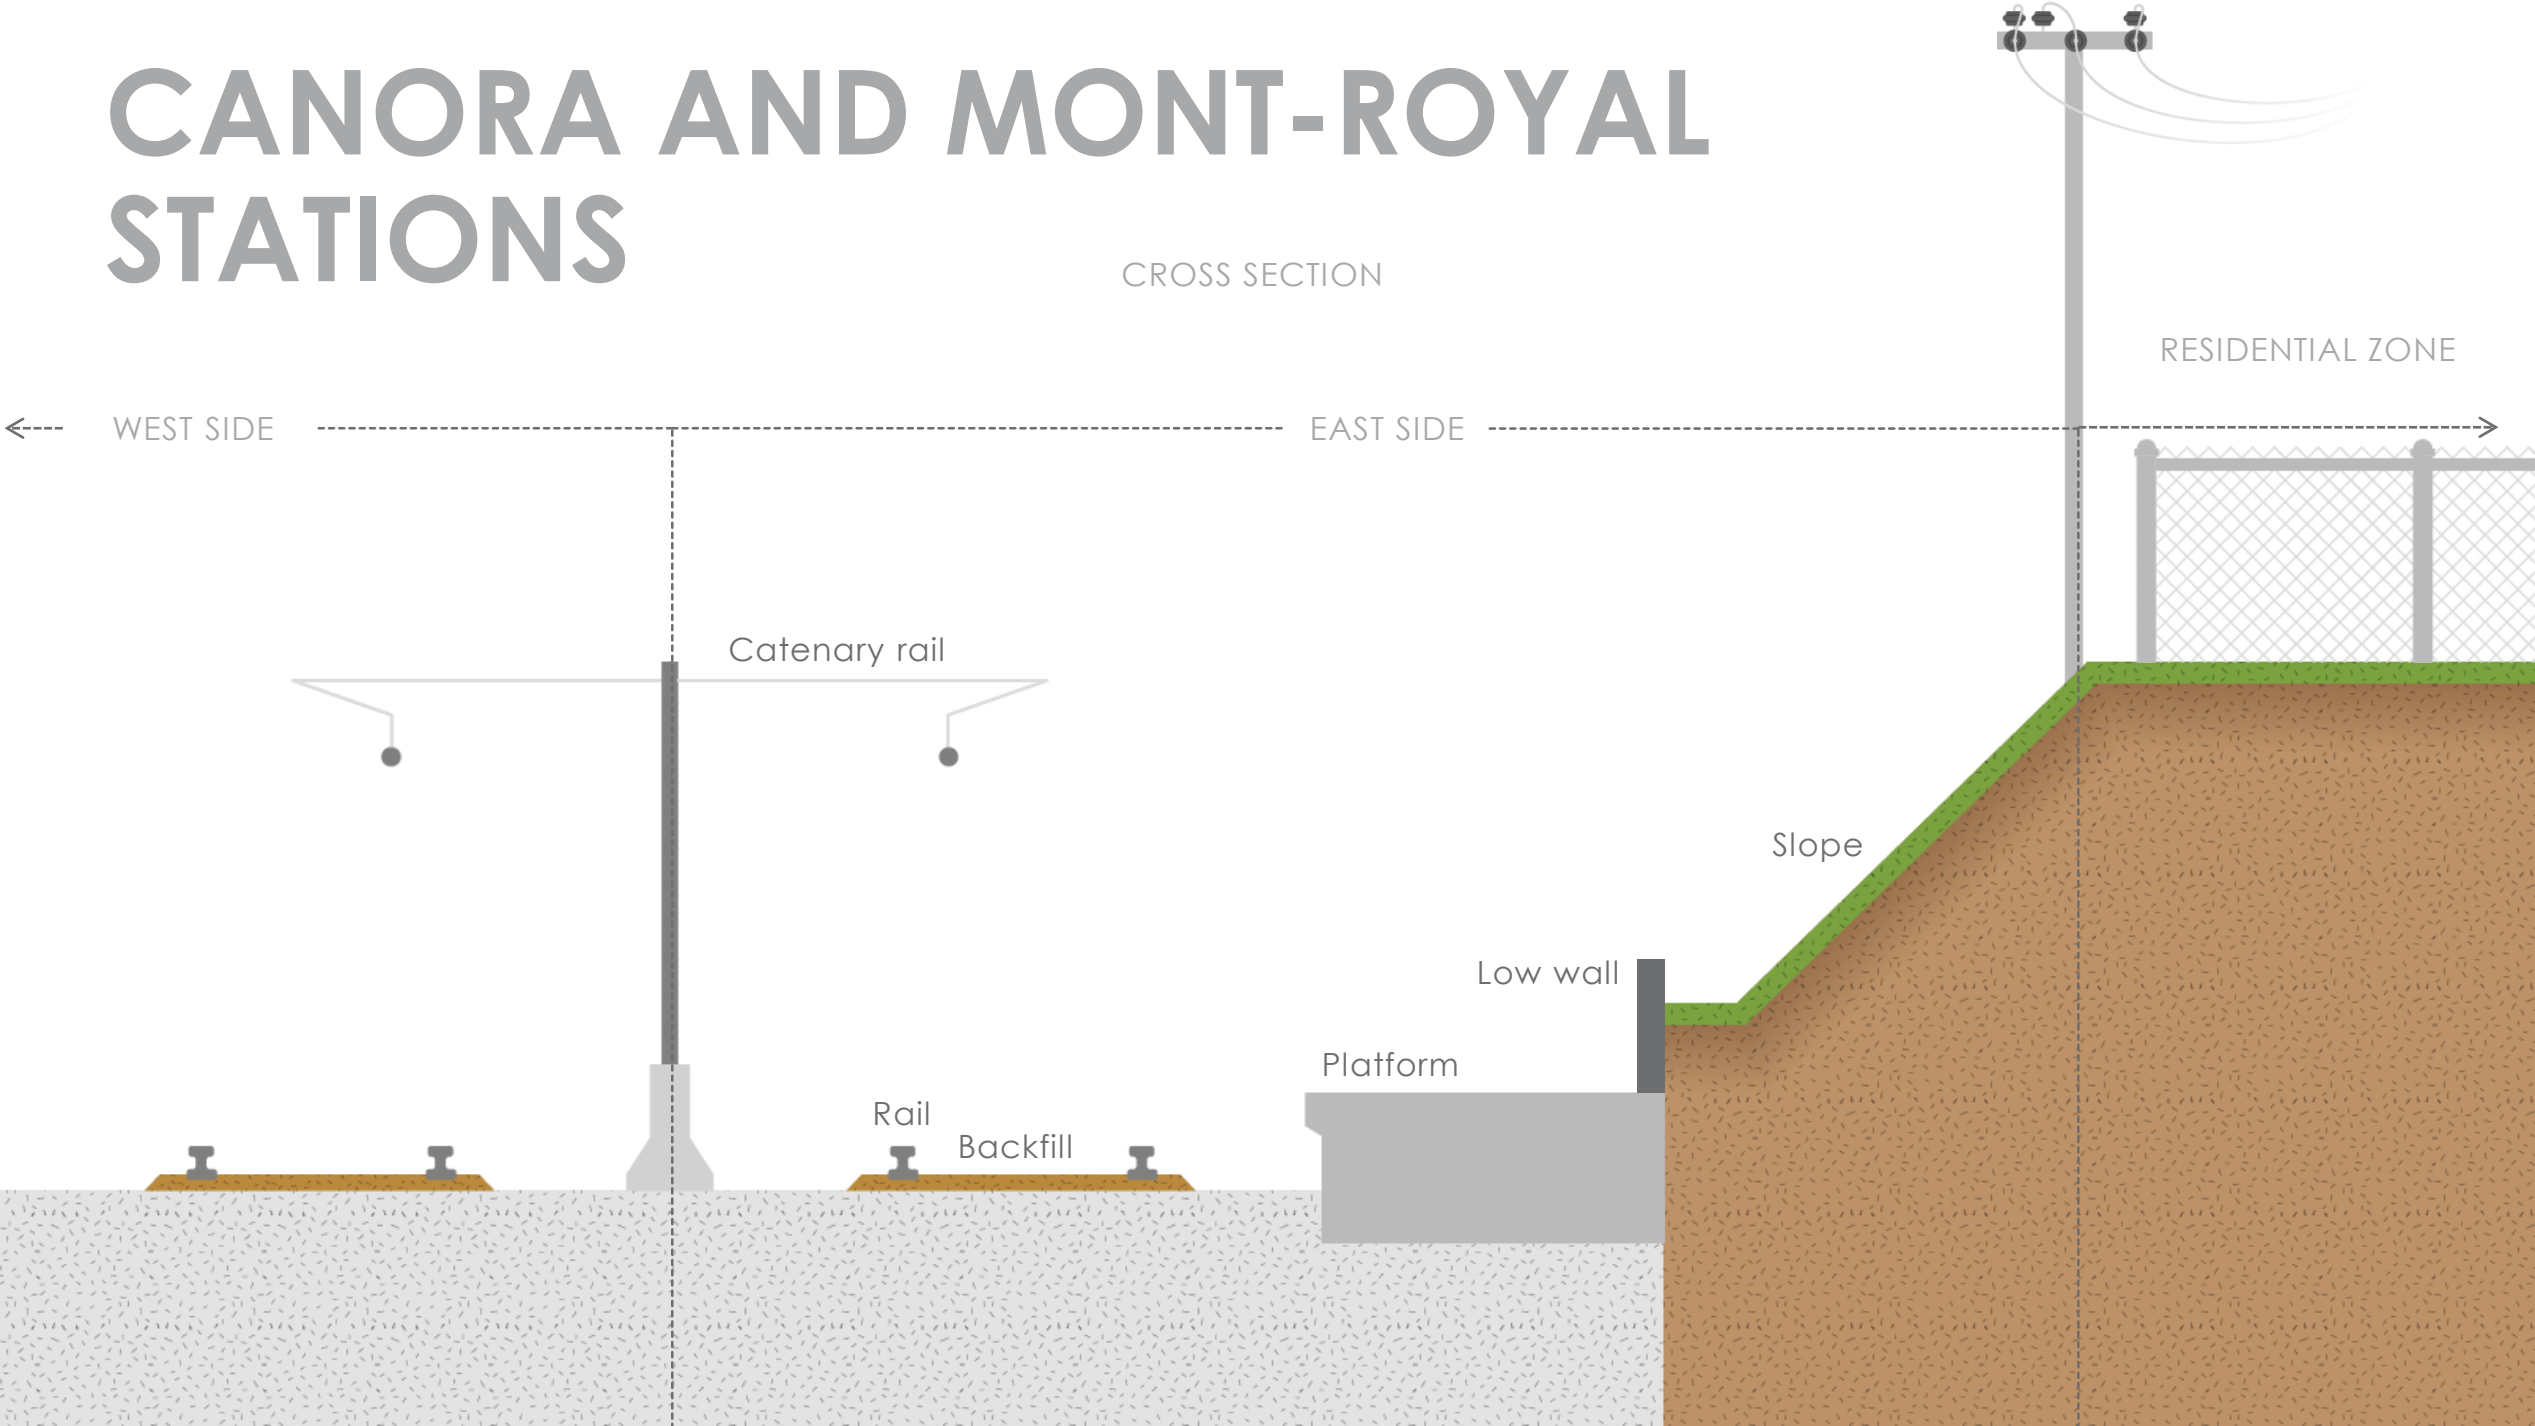 CANORA AND MONT-ROYAL
STATIONS
CROSS SECTION
RESIDENTIAL ZONE
WEST SIDE
EAST SIDE
Catenary rail
Slope
Low wall
Platform
Rail
Backfill